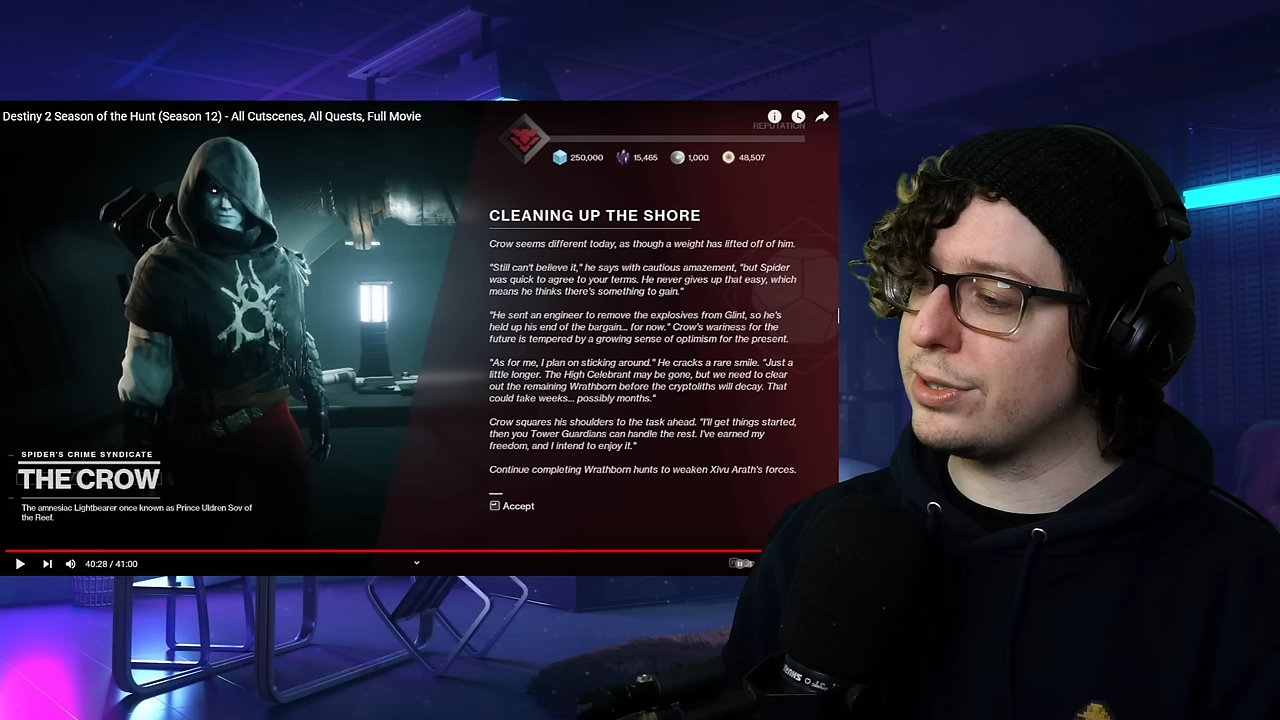 Destiny 2 Season of the Hunt (Season 12) - All Cutscenes, All Quests, Full Movie
REPUTATION
250,000 15,465 1,000 48,507
CLEANING UP THE SHORE
Crow seems different today, as though a weight has lifted off of him.
"Still can't believe it," he says with cautious amazement, "but Spider
was quick to agree to your terms. He never gives up that easy, which
means he thinks there's something to gain."
"He sent an engineer to remove the explosives from Glint, so he's
held up his end of the bargain... for now." Crow's wariness for the
future is tempered by a growing sense of optimism for the present.
"As for me, I plan on sticking around." He cracks a rare smile. "Just a
little longer. The High Celebrant may be gone, but we need to clear
out the remaining Wrathborn before the cryptoliths will decay. That
could take weeks... possibly months."
Crow squares his shoulders to the task ahead. "I'll get things started,
then you Tower Guardians can handle the rest. I've earned my
freedom, and I intend to enjoy it."
Continue completing Wrathborn hunts to weaken Xivu Arath's forces.
Accept
SPIDER'S CRIME SYNDICATE
THE CROW
The amnesiac Lightbearer once known as Prince Uldren Sov of
the Reef.
40:28 / 41:00